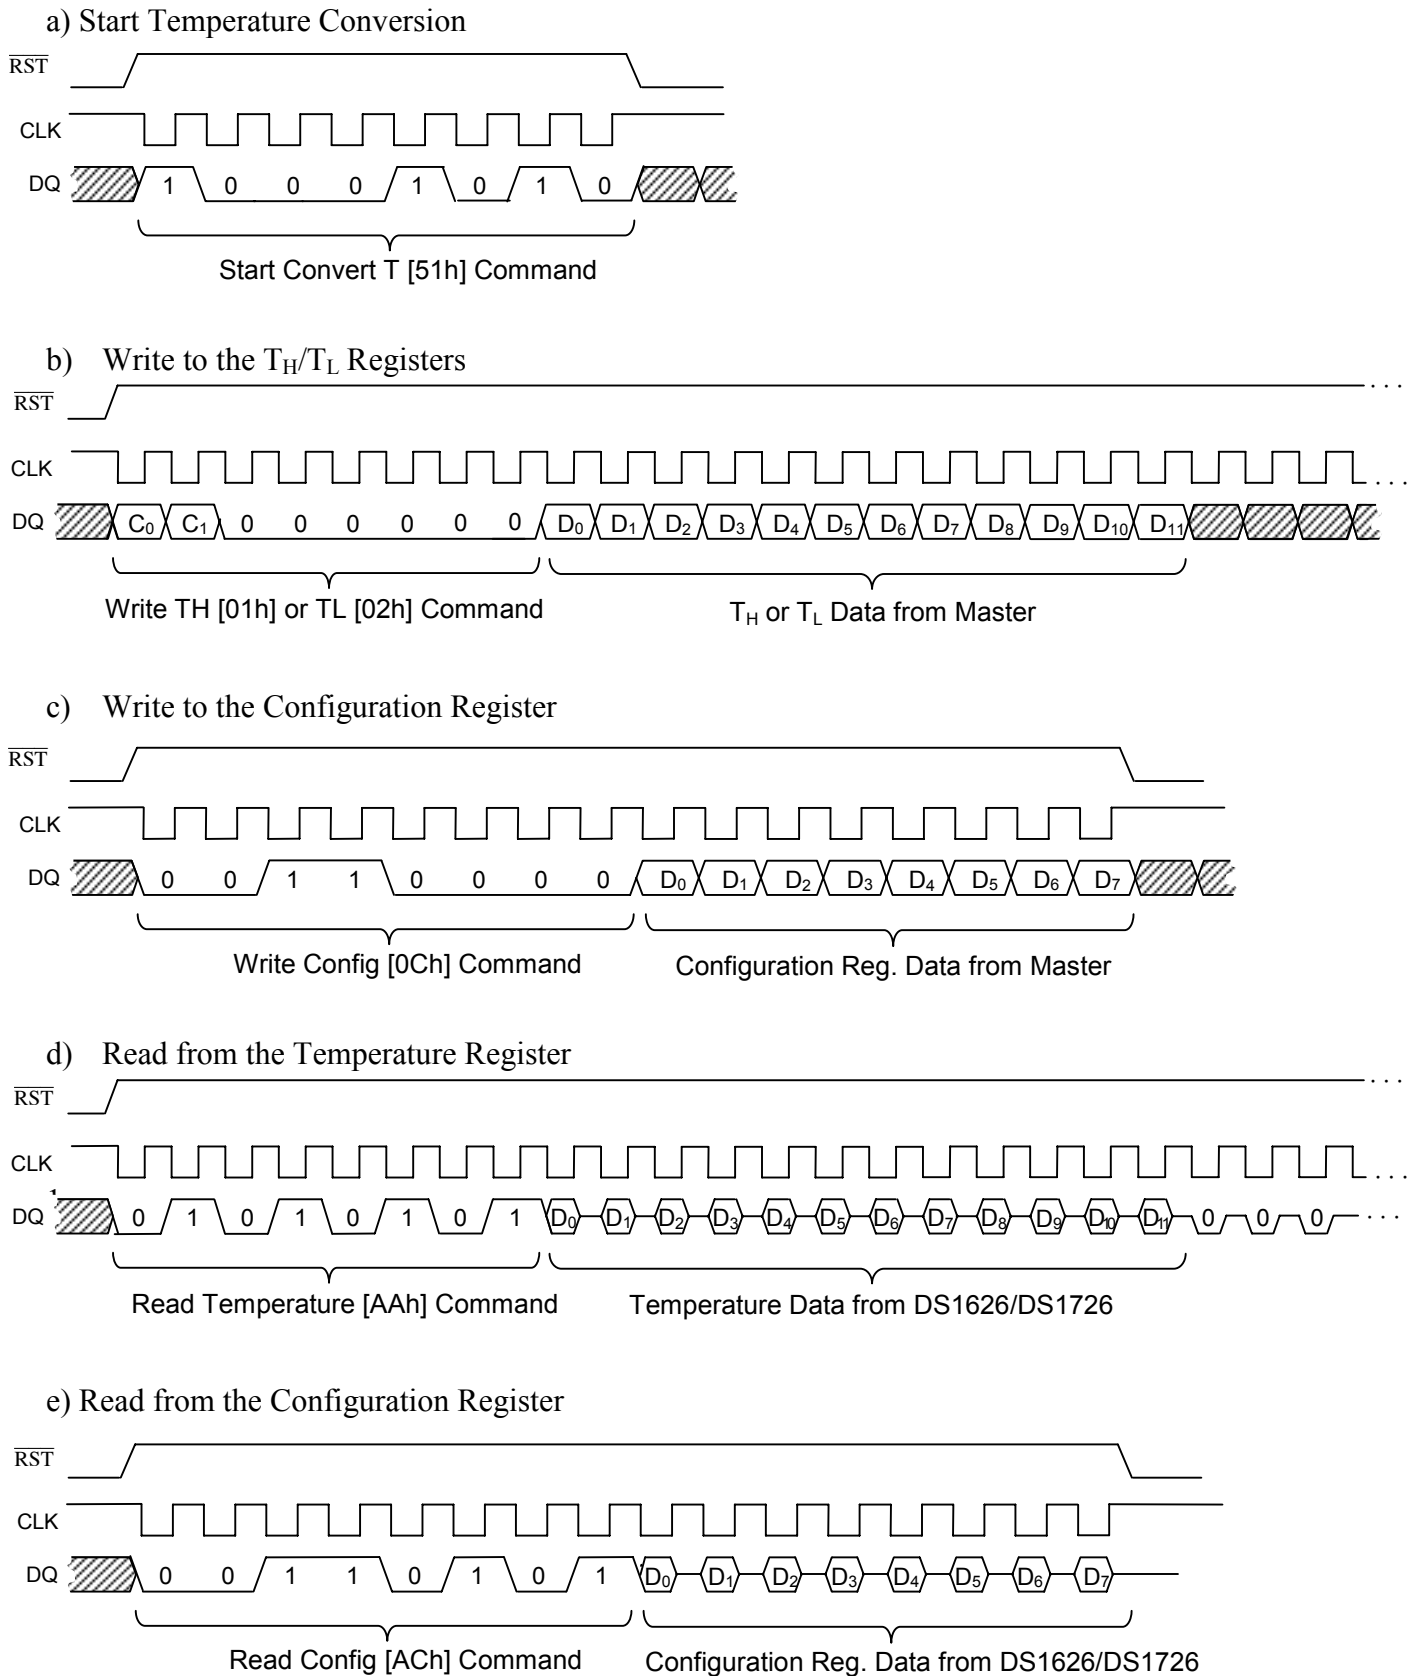 a) Start Temperature Conversion
RST
CLK
DQ 1 0 0 0 1 0 1 0
Start Convert T [51h] Command
b) Write to the TH/TL Registers
RST . . .
CLK . . . .
DQ C0 C1 0 0 0 0 0 0 D0 D1 D2 D3 D4 D5 D6 D7 D8 D9 D10 D11
Write TH [01h] or TL [02h] Command TH or TL Data from Master
c) Write to the Configuration Register
RST
CLK
DQ 0 0 1 1 0 0 0 0 D0 D1 D2 D3 D4 D5 D6 D7
Write Config [0Ch] Command Configuration Reg. Data from Master
d) Read from the Temperature Register
RST . . .
CLK . . . .
DQ 0 1 0 1 0 1 0 1 D0 D1 D2 D3 D4 D5 D6 D7 D8 D9 D10 D11 0 0 0 . . .
Read Temperature [AAh] Command Temperature Data from DS1626/DS1726
e) Read from the Configuration Register
RST
CLK
DQ 0 0 1 1 0 1 0 1 D0 D1 D2 D3 D4 D5 D6 D7
Read Config [ACh] Command Configuration Reg. Data from DS1626/DS1726